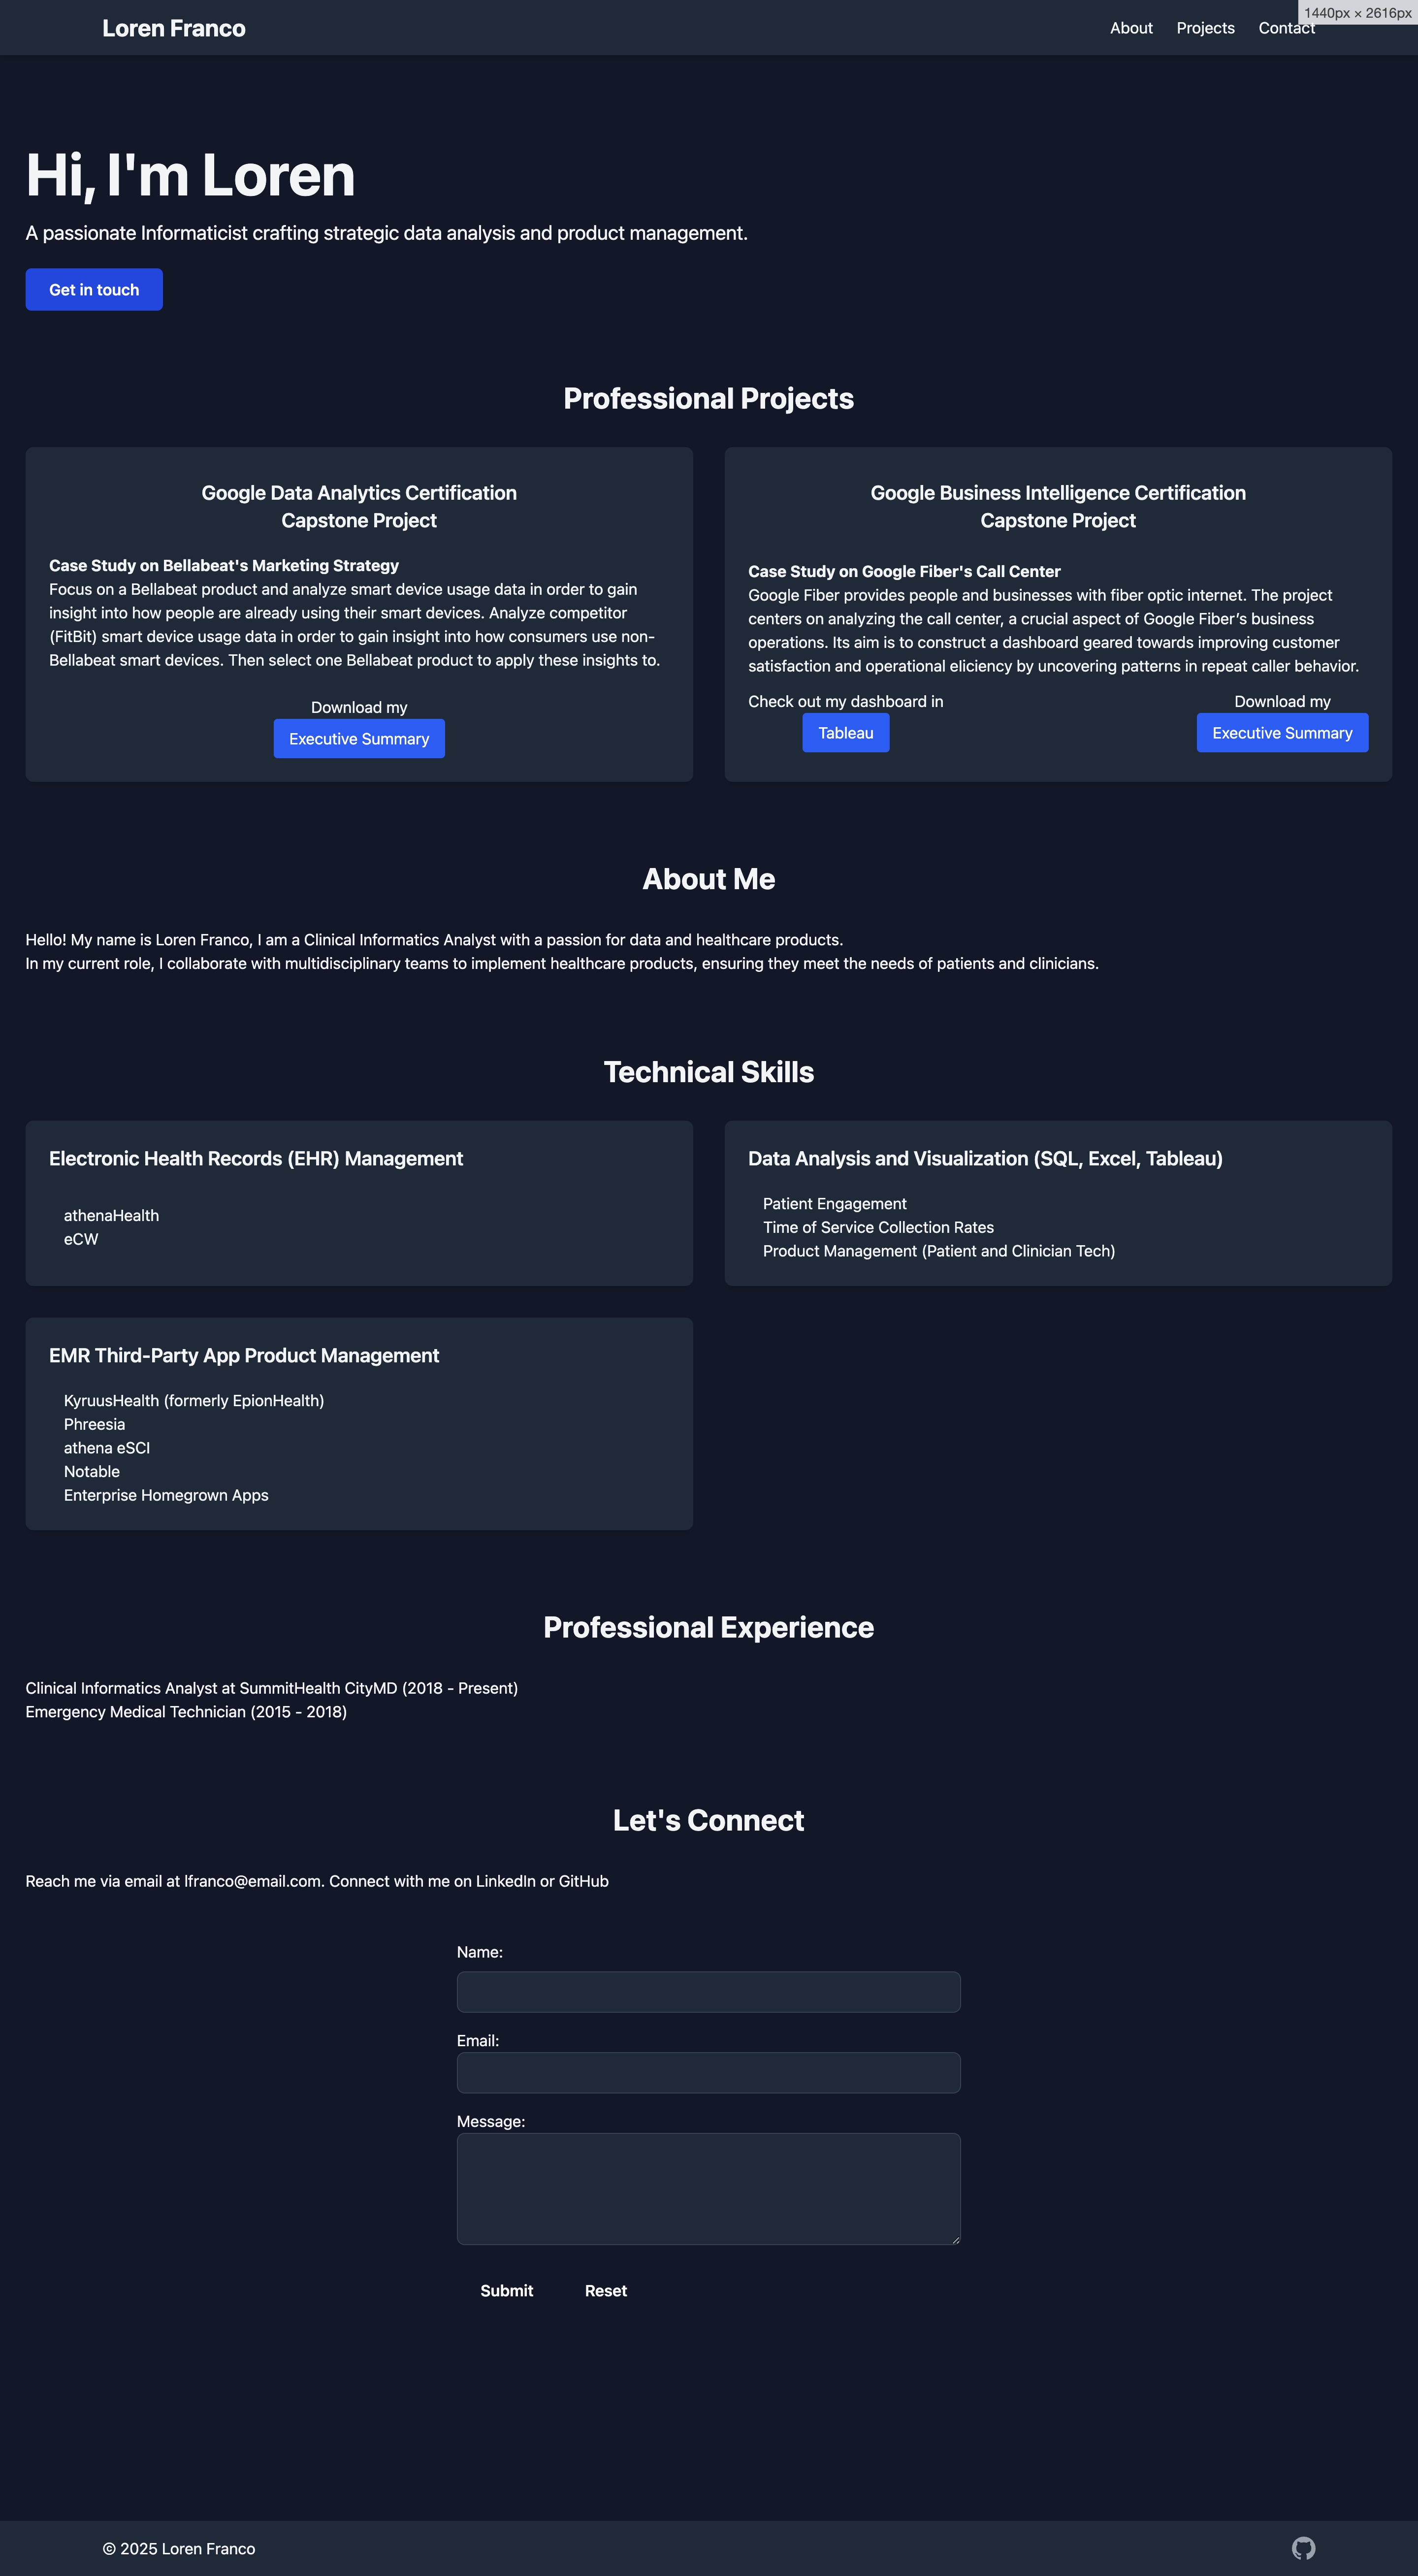 Loren Franco
About
Projects
Contact
1440px × 2616px
Hi, I'm Loren
A passionate Informaticist crafting strategic data analysis and product management.
Get in touch
Professional Projects
Google Data Analytics Certification
Capstone Project
Case Study on Bellabeat's Marketing Strategy
Focus on a Bellabeat product and analyze smart device usage data in order to gain
insight into how people are already using their smart devices. Analyze competitor
(FitBit) smart device usage data in order to gain insight into how consumers use non-
Bellabeat smart devices. Then select one Bellabeat product to apply these insights to.
Download my
Executive Summary
Google Business Intelligence Certification
Capstone Project
Case Study on Google Fiber's Call Center
Google Fiber provides people and businesses with fiber optic internet. The project
centers on analyzing the call center, a crucial aspect of Google Fiber’s business
operations. Its aim is to construct a dashboard geared towards improving customer
satisfaction and operational eliciency by uncovering patterns in repeat caller behavior.
Check out my dashboard in
Tableau
Download my
Executive Summary
About Me
Hello! My name is Loren Franco, I am a Clinical Informatics Analyst with a passion for data and healthcare products.
In my current role, I collaborate with multidisciplinary teams to implement healthcare products, ensuring they meet the needs of patients and clinicians.
Technical Skills
Electronic Health Records (EHR) Management
athenaHealth
eCW
Data Analysis and Visualization (SQL, Excel, Tableau)
Patient Engagement
Time of Service Collection Rates
Product Management (Patient and Clinician Tech)
EMR Third-Party App Product Management
KyruusHealth (formerly EpionHealth)
Phreesia
athena eSCI
Notable
Enterprise Homegrown Apps
Professional Experience
Clinical Informatics Analyst at SummitHealth CityMD (2018 - Present)
Emergency Medical Technician (2015 - 2018)
Let's Connect
Reach me via email at lfranco@email.com. Connect with me on LinkedIn or GitHub
Name:
Email:
Message:
Submit
Reset
© 2025 Loren Franco